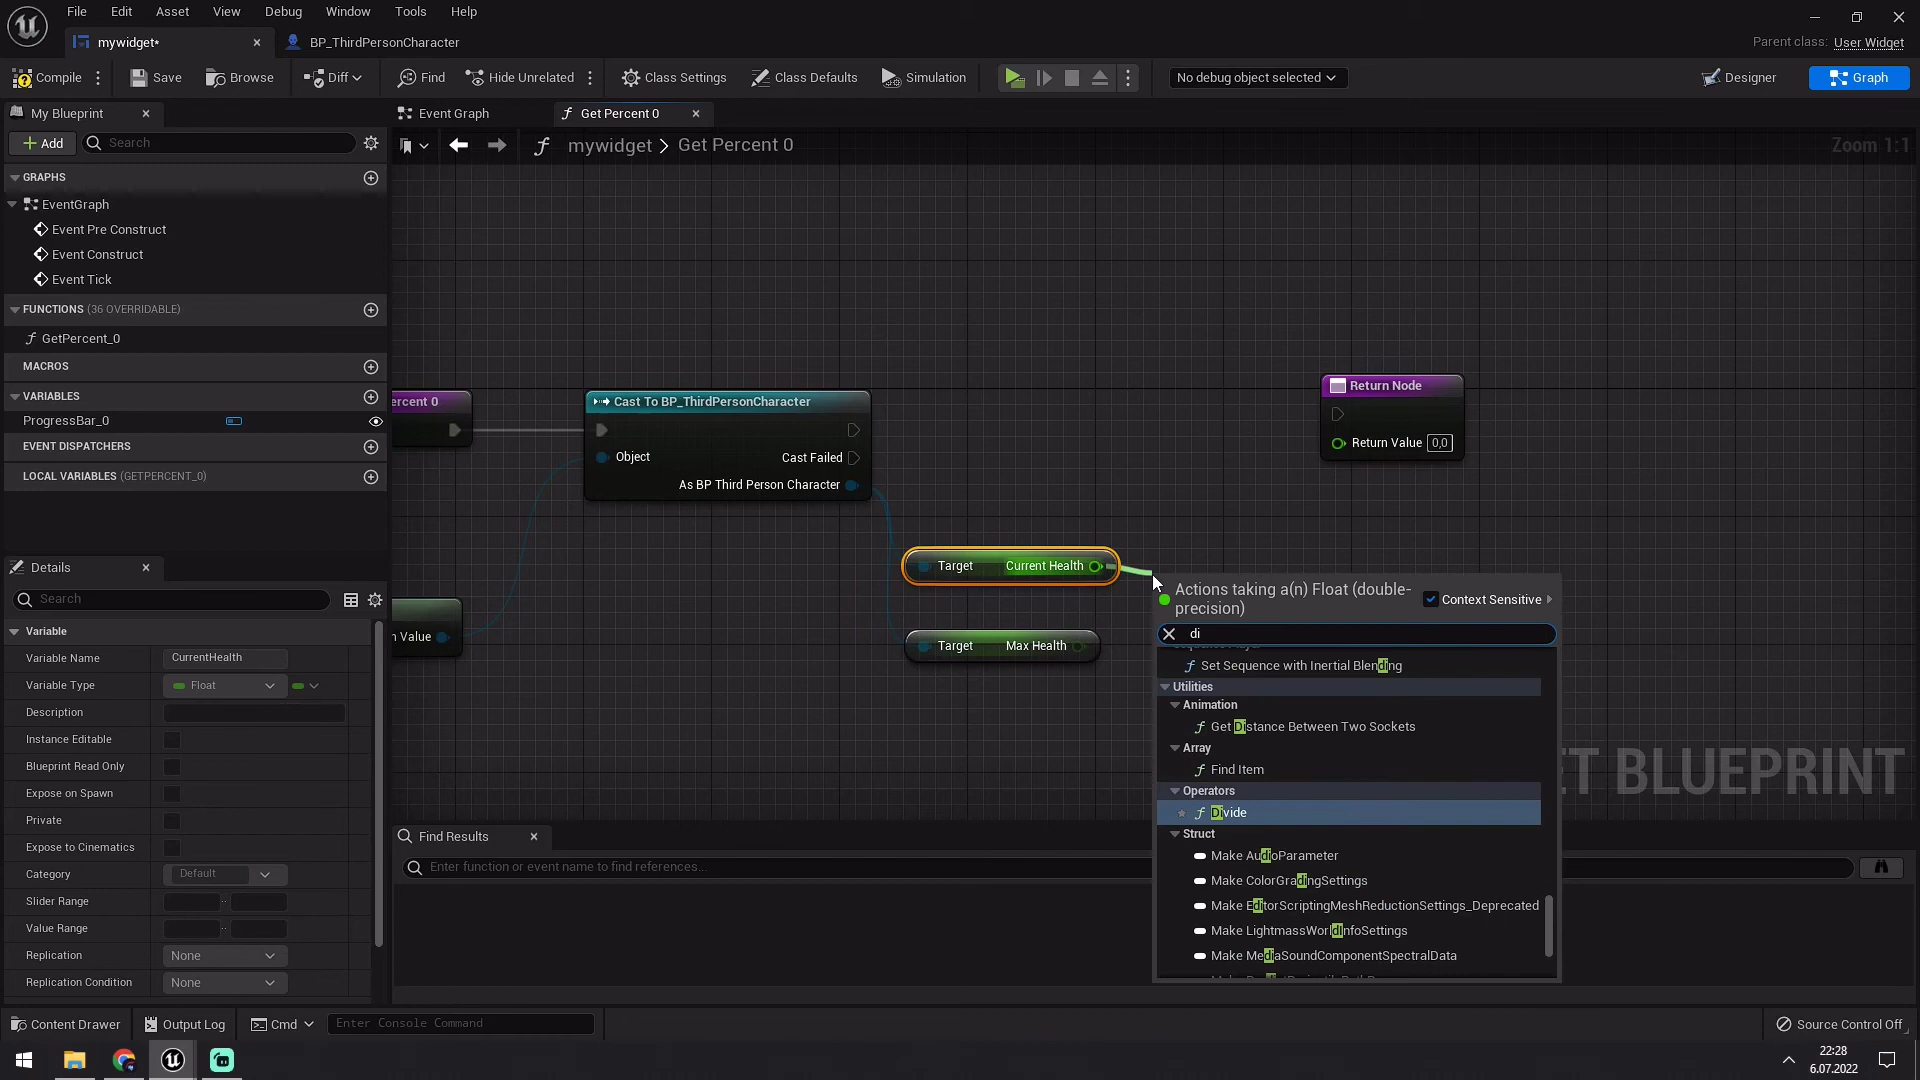 File Edit Asset View Debug Window Tools Help
mywidget* BP_ThirdPersonCharacter Parent class: User Widget
Compile Save Browse Diff Find Hide Unrelated Class Settings Class Defaults Simulation No debug object selected Designer Graph
My Blueprint Event Graph Get Percent 0
Add Search mywidget > Get Percent 0 Zoom 1:1
GRAPHS
EventGraph
Event Pre Construct
Event Construct
Event Tick
FUNCTIONS (36 OVERRIDABLE)
GetPercent_0
MACROS
VARIABLES
ProgressBar_0
EVENT DISPATCHERS
LOCAL VARIABLES (GETPERCENT_0)
ercent 0
Cast To BP_ThirdPersonCharacter
Object
Cast Failed
As BP Third Person Character
Return Node
Return Value 0,0
Target Current Health
Target Max Health
n Value
Actions taking a(n) Float (double-
precision)
Context Sensitive
di
Set Sequence with Inertial Blending
Utilities
Animation
Get Distance Between Two Sockets
Array
Find Item
Operators
Divide
Struct
Make AudioParameter
Make ColorGradingSettings
Make EditorScriptingMeshReductionSettings_Deprecated
Make LightmassWorldInfoSettings
Make MediaSoundComponentSpectralData
ET BLUEPRINT
Details
Search
Variable
Variable Name CurrentHealth
Variable Type Float
Description
Instance Editable
Blueprint Read Only
Expose on Spawn
Private
Expose to Cinematics
Category Default
Slider Range ..
Value Range ..
Replication None
Replication Condition None
Find Results
Enter function or event name to find references...
Content Drawer Output Log Cmd Enter Console Command Source Control Off
22:28
6.07.2022